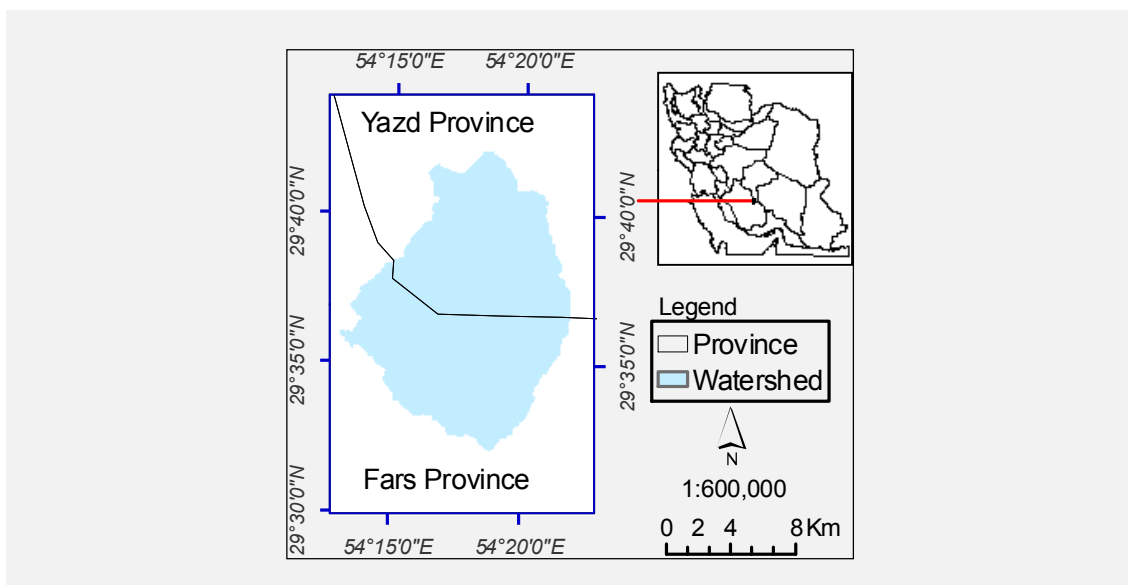 54°15'0"E 54°20'0"E
Yazd Province
29°40'0"N
29°35'0"N
29°30'0"N
Fars Province
54°15'0"E 54°20'0"E
29°40'0"N
29°35'0"N
Legend
Province
Watershed
N
1:600,000
0 2 4 8 Km